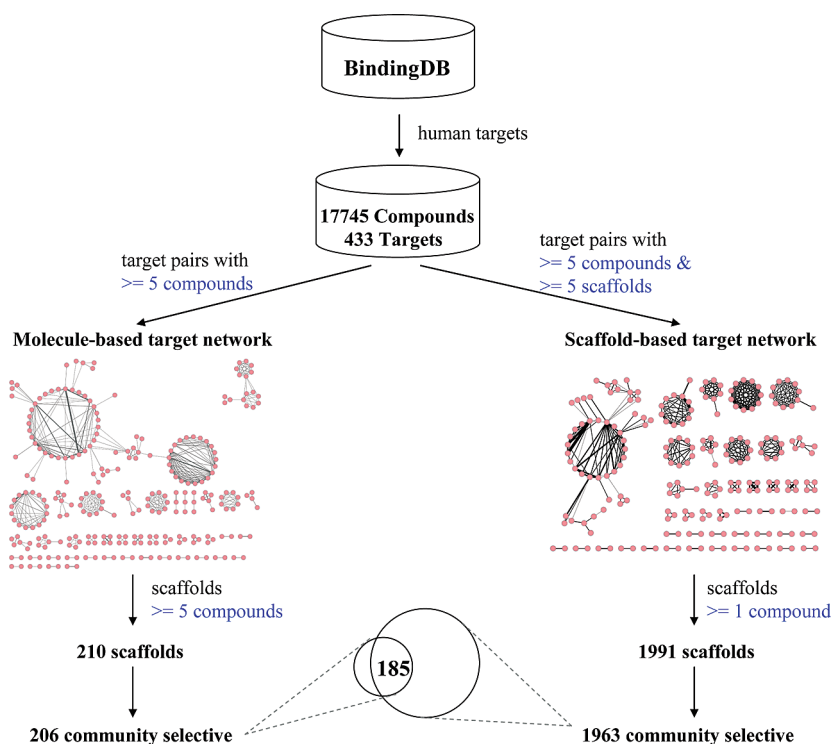 BindingDB
human targets
17745 Compounds
433 Targets
target pairs with
>= 5 compounds
target pairs with
>= 5 compounds &
>= 5 scaffolds
Molecule-based target network
Scaffold-based target network
scaffolds
>= 5 compounds
scaffolds
>= 1 compound
210 scaffolds
185
1991 scaffolds
206 community selective
1963 community selective